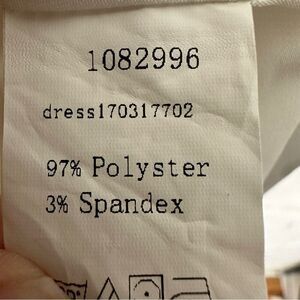 1082996
dress170317702
97% Polyster
3% Spandex